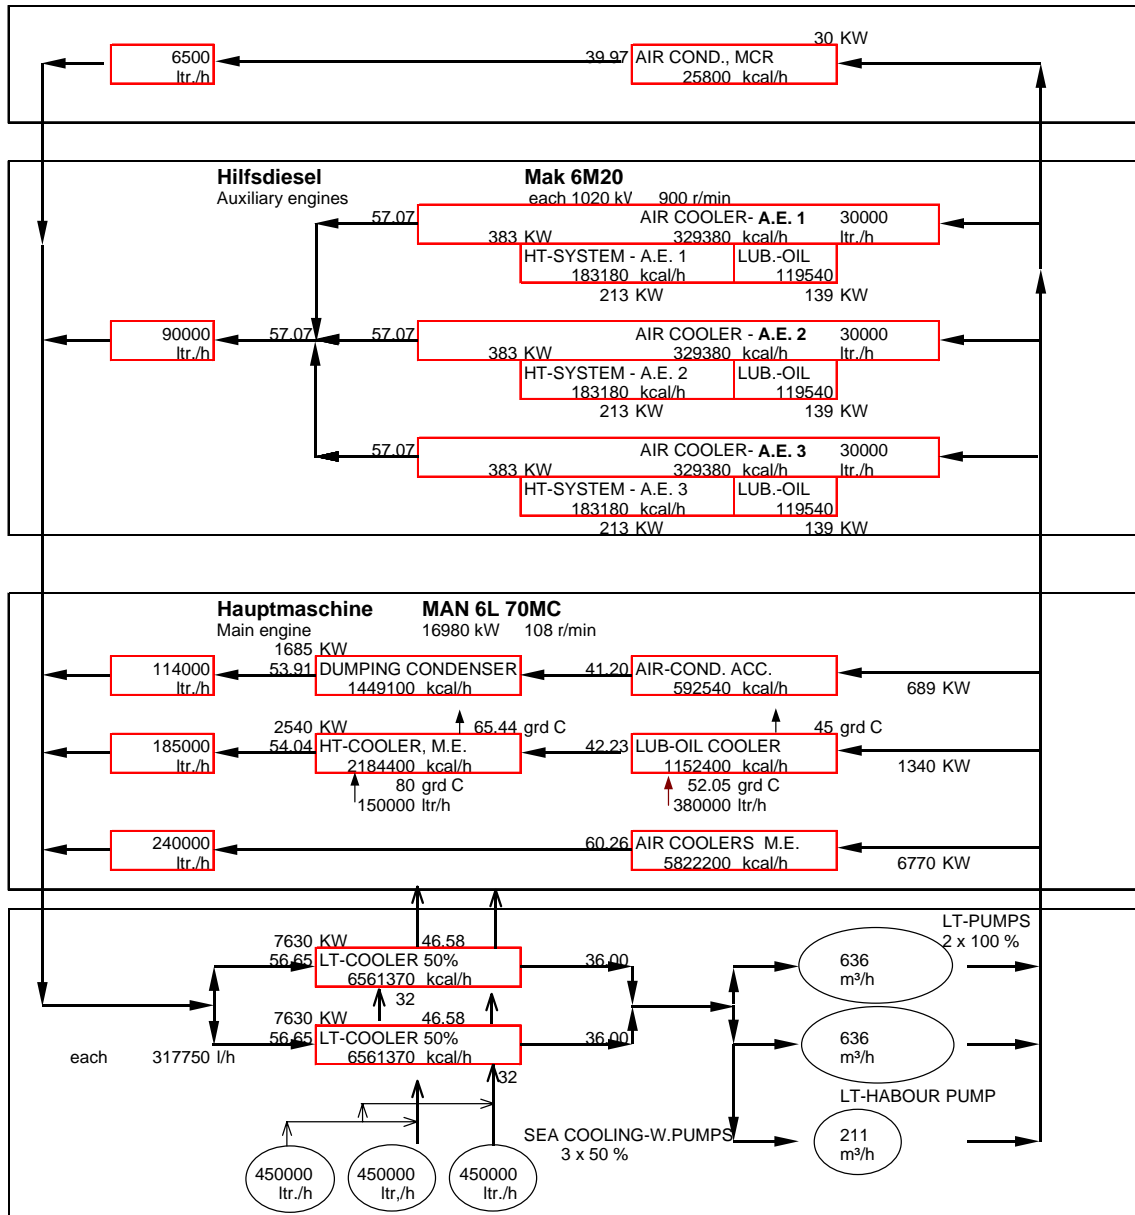 30 KW
6500
ltr./h
39.97 AIR COND., MCR
25800 kcal/h
Hilfsdiesel Mak 6M20
Auxiliary engines each 1020 kW 900 r/min
57.07 AIR COOLER- A.E. 1 30000
383 KW 329380 kcal/h ltr./h
HT-SYSTEM - A.E. 1 LUB.-OIL
183180 kcal/h 119540
213 KW 139 KW
90000
ltr./h
57.07
57.07 AIR COOLER - A.E. 2 30000
383 KW 329380 kcal/h ltr./h
HT-SYSTEM - A.E. 2 LUB.-OIL
183180 kcal/h 119540
213 KW 139 KW
57.07 AIR COOLER- A.E. 3 30000
383 KW 329380 kcal/h ltr./h
HT-SYSTEM - A.E. 3 LUB.-OIL
183180 kcal/h 119540
213 KW 139 KW
Hauptmaschine MAN 6L 70MC
Main engine 16980 kW 108 r/min
1685 KW
114000
ltr./h
53.91 DUMPING CONDENSER
1449100 kcal/h
41.20 AIR-COND. ACC.
592540 kcal/h
689 KW
2540 KW 65.44 grd C 45 grd C
185000
ltr./h
54.04 HT-COOLER, M.E.
2184400 kcal/h
42.23 LUB-OIL COOLER
1152400 kcal/h
1340 KW
80 grd C
150000 ltr/h
52.05 grd C
380000 ltr/h
240000
ltr./h
60.26 AIR COOLERS M.E.
5822200 kcal/h
6770 KW
LT-PUMPS
2 x 100 %
7630 KW 46.58
56.65 LT-COOLER 50% 36.00
6561370 kcal/h
636
m³/h
32
7630 KW 46.58
56.65 LT-COOLER 50% 36.00
6561370 kcal/h
each 317750 l/h
636
m³/h
32
LT-HABOUR PUMP
211
m³/h
SEA COOLING-W.PUMPS
3 x 50 %
450000
ltr./h
450000
ltr,/h
450000
ltr./h